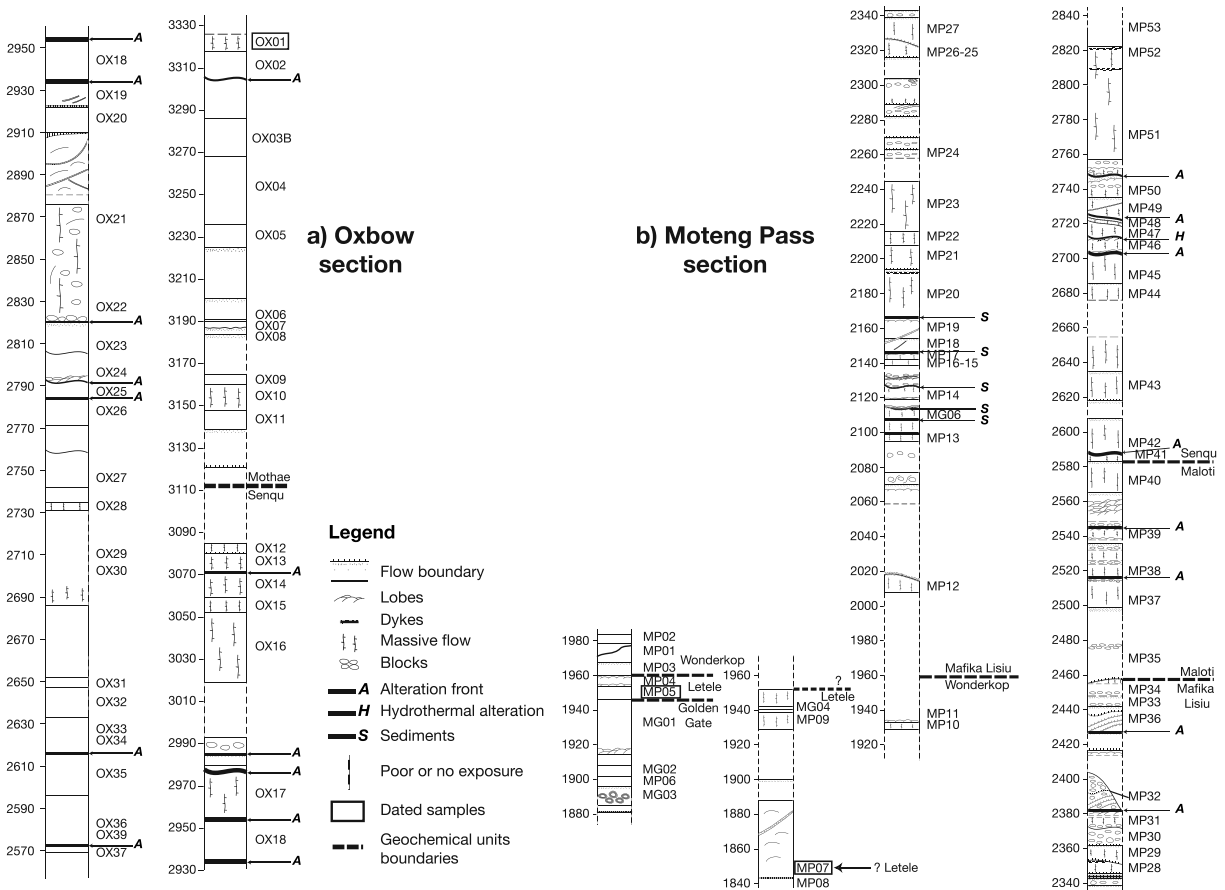 2950
2930
2910
2890
2870
2850
2830
2810
2790
2770
2750
2730
2710
2690
2670
2650
2630
2610
2590
2570
A
OX18
A
OX19
OX20
OX21
OX22
A
OX23
OX24
A
OX25
A
OX26
OX27
OX28
OX29
OX30
OX31
OX32
OX33
OX34
A
OX35
OX36
OX39
A
OX37
3330
3310
3290
3270
3250
3230
3210
3190
3170
3150
3130
3110
3090
3070
3050
3030
3010
2990
2970
2950
2930
OX01
OX02
A
OX03B
OX04
OX05
OX06
OX07
OX08
OX09
OX10
OX11
Mothae
Senqu
OX12
OX13
A
OX14
OX15
OX16
A
A
OX17
A
OX18
A
a) Oxbow
section
Legend
Flow boundary
Lobes
Dykes
Massive flow
Blocks
A Alteration front
H Hydrothermal alteration
S Sediments
Poor or no exposure
Dated samples
Geochemical units
boundaries
b) Moteng Pass
section
1980
1960
1940
1920
1900
1880
MP02
MP01
MP03
Wonderkop
MP04
Letele
MP05
Golden
Gate
MG01
MG02
MP06
MG03
1960
1940
1920
1900
1880
1860
1840
?
Letele
MG04
MP09
MP07
? Letele
MP08
2340
2320
2300
2280
2260
2240
2220
2200
2180
2160
2140
2120
2100
2080
2060
2040
2020
2000
1980
1960
1940
1920
MP27
MP26-25
MP24
MP23
MP22
MP21
MP20
S
MP19
MP18
S
MP17
MP16-15
S
MP14
S
MG06
S
MP13
MP12
Mafika Lisiu
Wonderkop
MP11
MP10
2840
2820
2800
2780
2760
2740
2720
2700
2680
2660
2640
2620
2600
2580
2560
2540
2520
2500
2480
2460
2440
2420
2400
2380
2360
2340
MP53
MP52
MP51
A
MP50
MP49
A
MP48
MP47
H
MP46
A
MP45
MP44
MP43
MP42
A
MP41
Senqu
Maloti
MP40
A
MP39
MP38
A
MP37
MP35
Maloti
MP34
Mafika
MP33
Lisiu
MP36
A
MP32
A
MP31
MP30
MP29
MP28